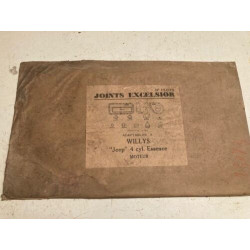 JOINTS EXCELSIOR
WILLYS
"Jeep" 4 cyl. Essence
MOTEUR